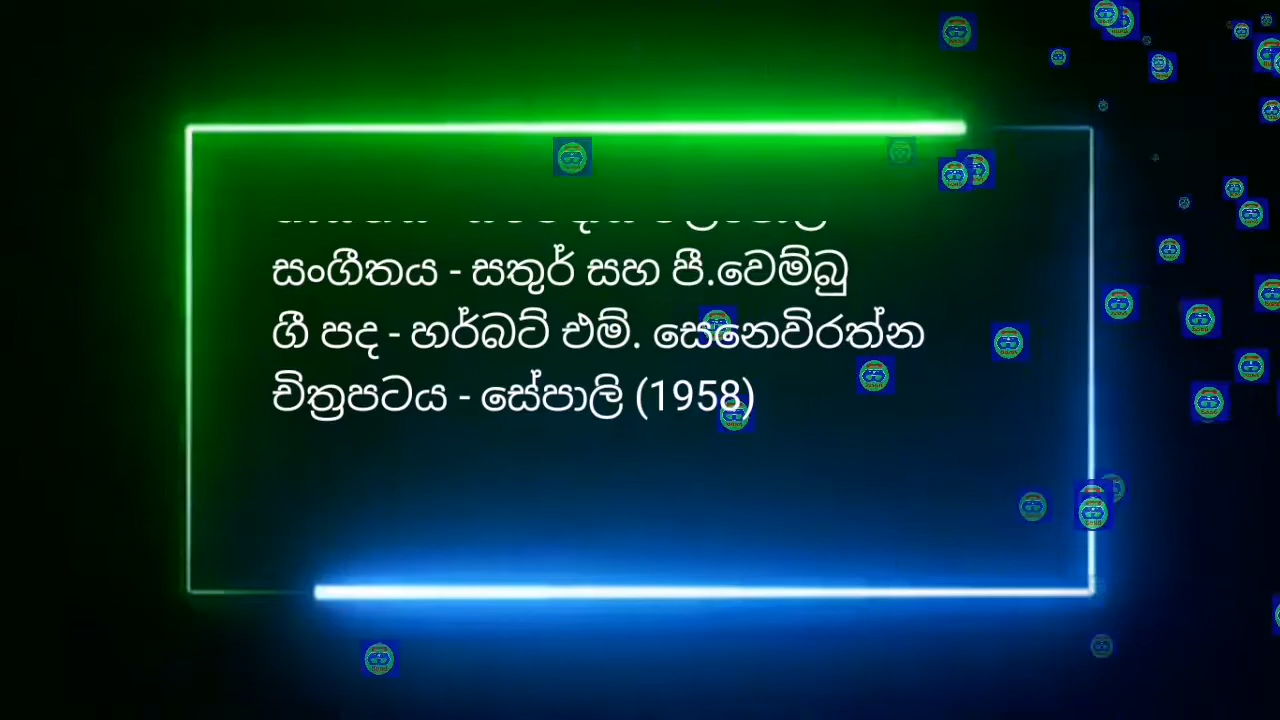 සංගීතය - සතුර් සහ පී.වෙම්බු
ගී පද - හර්බට් එම්. සෙනෙවිරත්න
චිත්‍රපටය - සේපාලි (1958)